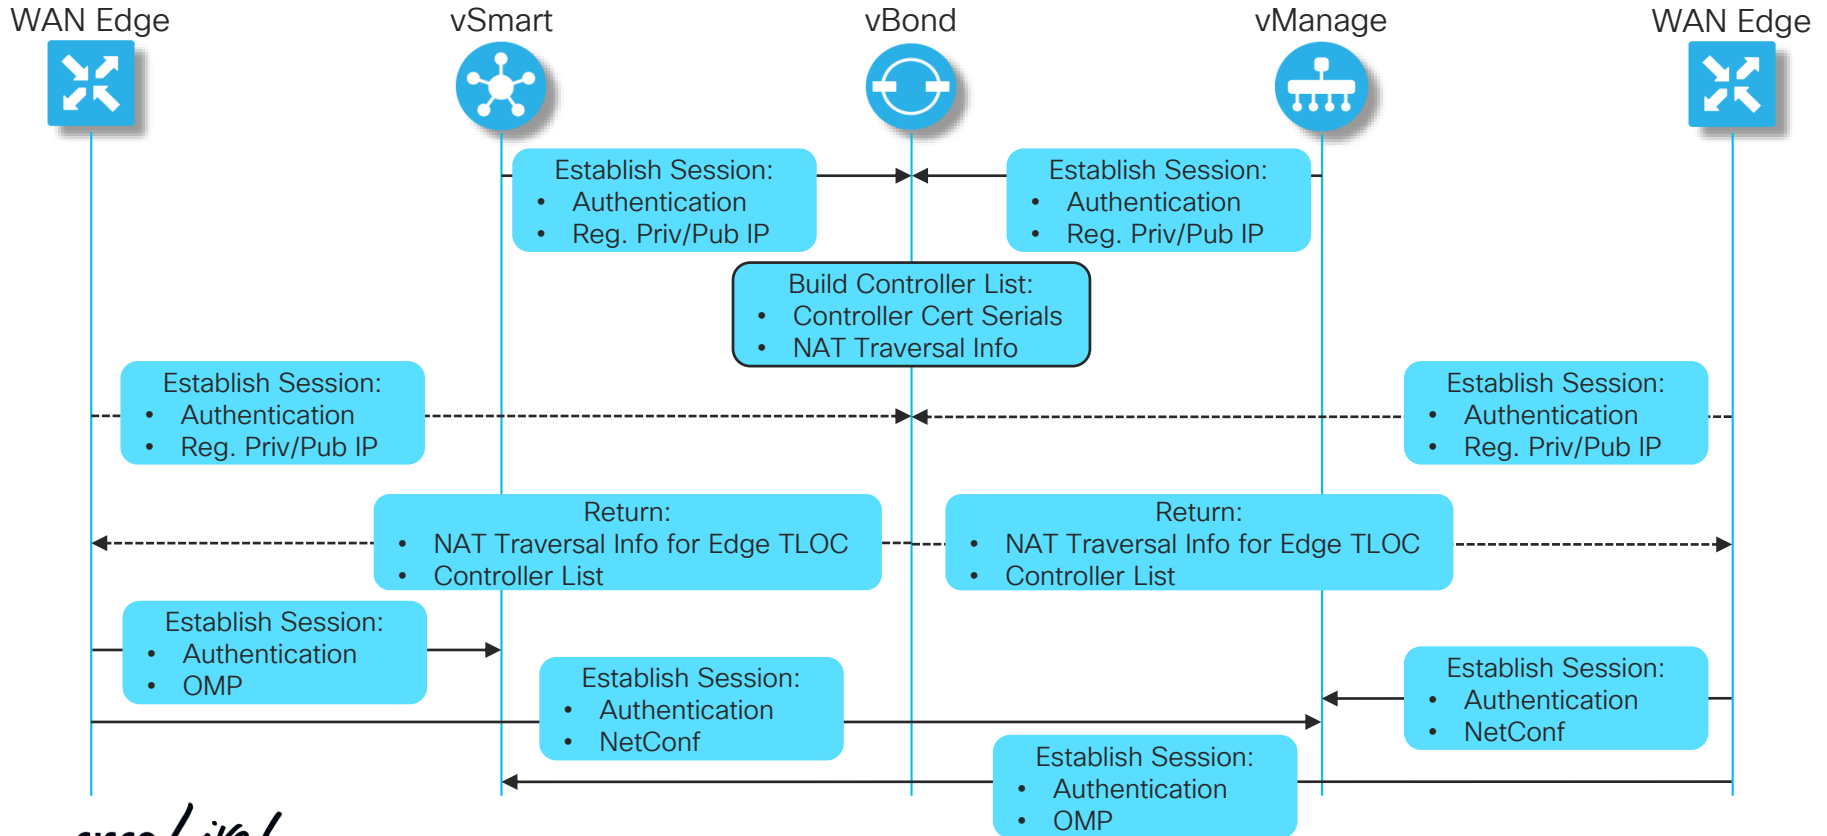 WAN Edge
vSmart
vBond
vManage
WAN Edge
Establish Session:
• Authentication
• Reg. Priv/Pub IP
Establish Session:
• Authentication
• Reg. Priv/Pub IP
Build Controller List:
• Controller Cert Serials
• NAT Traversal Info
Establish Session:
• Authentication
• Reg. Priv/Pub IP
Establish Session:
• Authentication
• Reg. Priv/Pub IP
Return:
• NAT Traversal Info for Edge TLOC
• Controller List
Return:
• NAT Traversal Info for Edge TLOC
• Controller List
Establish Session:
• Authentication
• OMP
Establish Session:
• Authentication
• NetConf
Establish Session:
• Authentication
• NetConf
Establish Session:
• Authentication
• OMP
cisco Live!